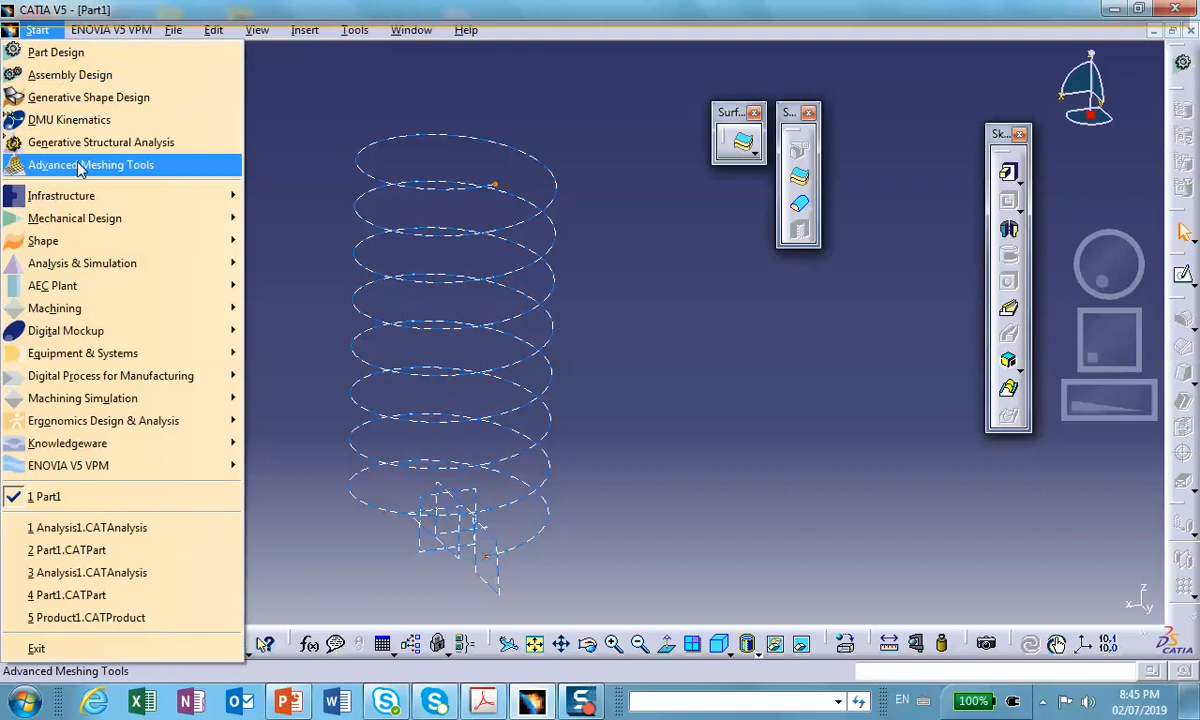 CATIA V5 - [Part1]
Start ENOVIA V5 VPM File Edit View Insert Tools Window Help
Part Design
Assembly Design
Generative Shape Design
DMU Kinematics
Generative Structural Analysis
Advanced Meshing Tools
Infrastructure
Mechanical Design
Shape
Analysis & Simulation
AEC Plant
Machining
Digital Mockup
Equipment & Systems
Digital Process for Manufacturing
Machining Simulation
Ergonomics Design & Analysis
Knowledgeware
ENOVIA V5 VPM
1 Part1
1 Analysis1.CATAnalysis
2 Part1.CATPart
3 Analysis1.CATAnalysis
4 Part1.CATPart
5 Product1.CATProduct
Exit
Surf...
S...
Sk...
z
x
y
f(x)
10.1
CATIA
Advanced Meshing Tools
EN
100%
8:45 PM
02/07/2019